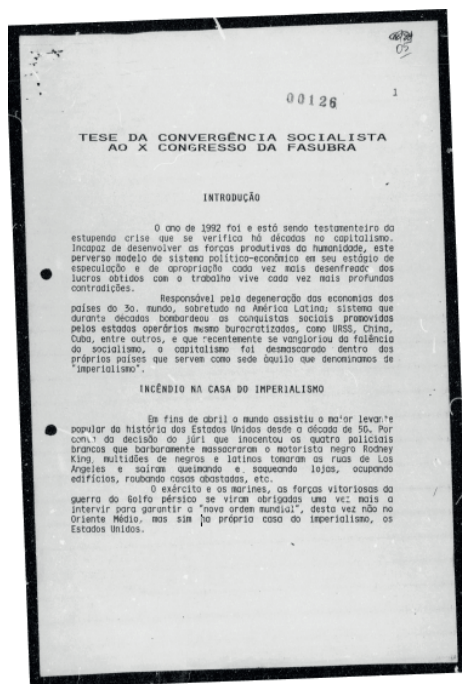 05
00126
1
TESE DA CONVERGÊNCIA SOCIALISTA
AO X CONGRESSO DA FASUBRA
INTRODUÇÃO
O ano de 1992 foi e está sendo testamenteiro da
estupenda crise que se verifica há décadas no capitalismo.
Incapaz de desenvolver as forças produtivas da humanidade, este
perverso modelo de sistema político-econômico em seu estágio de
especulação e de apropriação cada vez mais desenfreada dos
lucros obtidos com o trabalho vive cada vez mais profundas
contradições.
Responsável pela degeneração das economias dos
países do 3o. mundo, sobretudo na América Latina; sistema que
durante décadas bombardeou as conquistas sociais promovidas
pelos estados operários mesmo burocratizados, como URSS, China,
Cuba, entre outros, e que recentemente se vangloriou da falência
do socialismo, o capitalismo foi desmascarado dentro dos
próprios países que servem como sede àquilo que denominamos de
"imperialismo".
INCÊNDIO NA CASA DO IMPERIALISMO
Em fins de abril o mundo assistiu o maior levante
popular da história dos Estados Unidos desde a década de 50. Por
conta da decisão do júri que inocentou os quatro policiais
brancos que barbaramente massacraram o motorista negro Rodney
King, multidões de negros e latinos tomaram as ruas de Los
Angeles e saíram queimando e saqueando lojas, ocupando
edifícios, roubando casas abastadas, etc.
O exército e os marines, as forças vitoriosas da
guerra do Golfo pérsico se viram obrigadas uma vez mais a
intervir para garantir a "nova ordem mundial", desta vez não no
Oriente Médio, mas sim na própria casa do imperialismo, os
Estados Unidos.